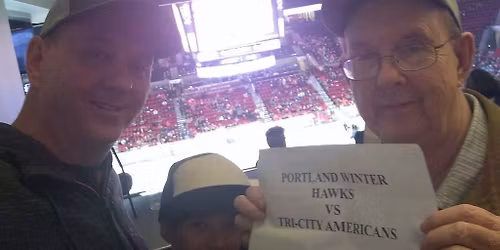 PORTLAND WINTER
HAWKS
VS
TRI-CITY AMERICANS